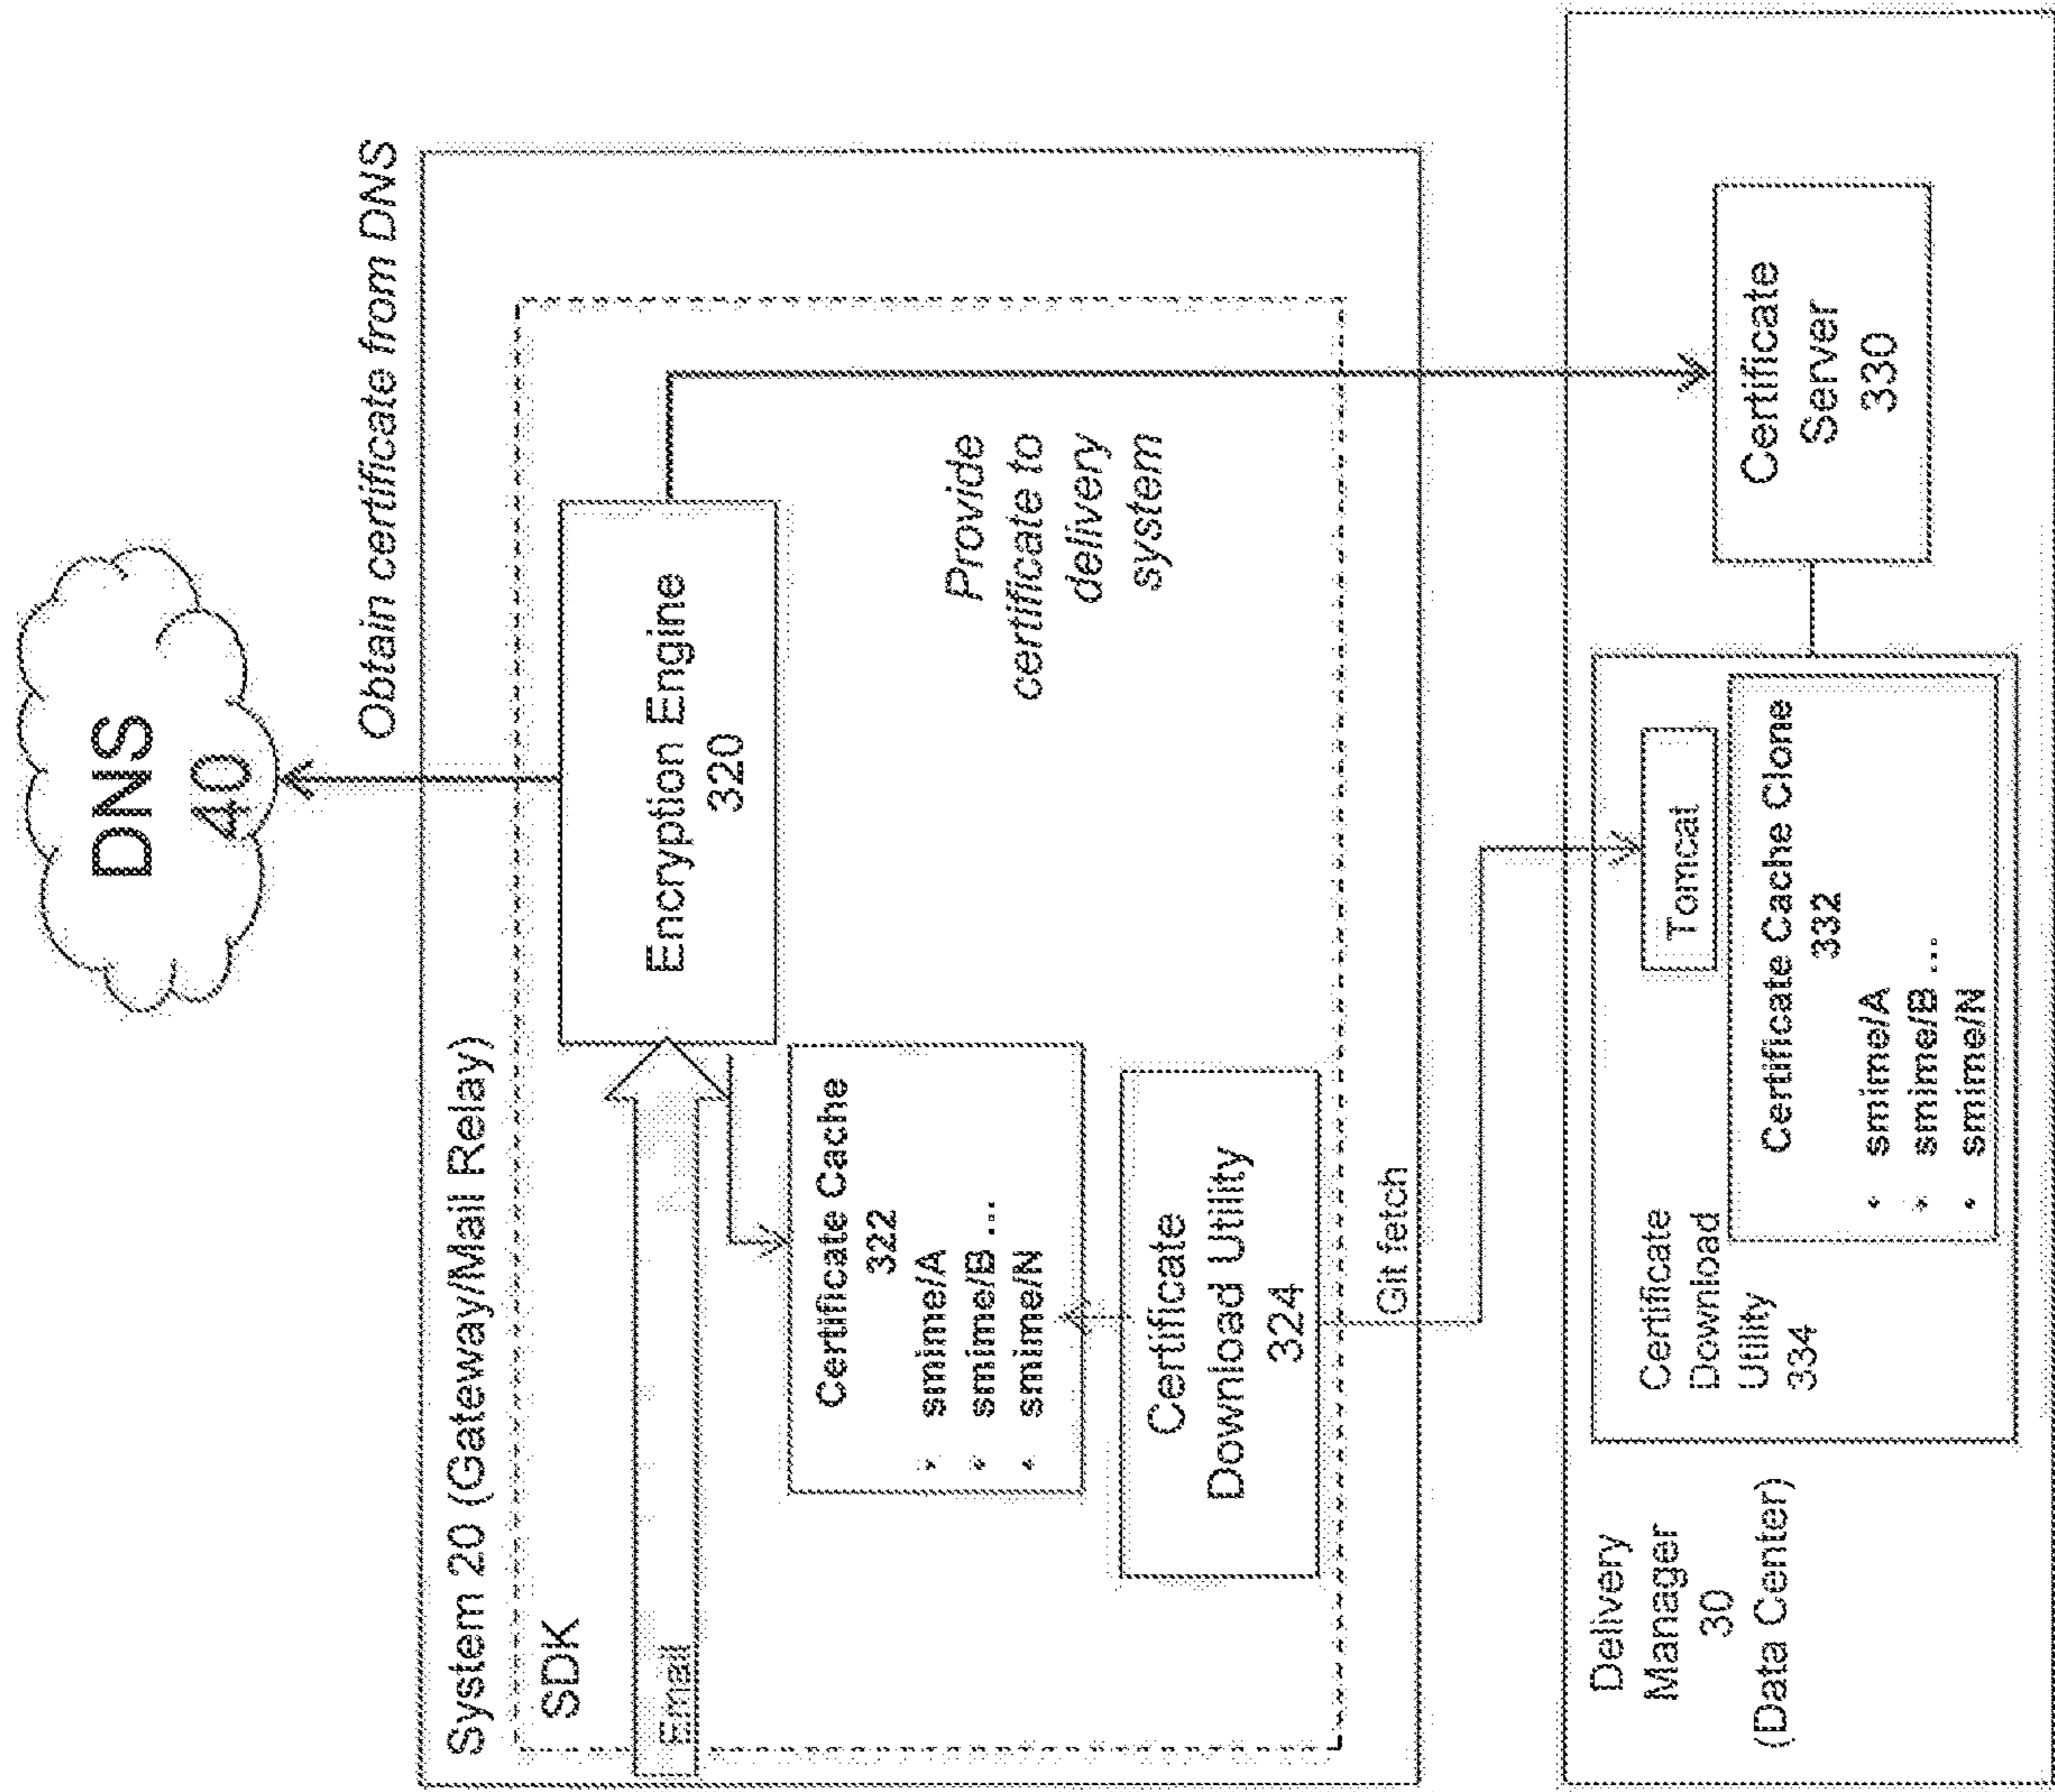 DNS
40
Obtain certificate from DNS
System 20 (Gateway/Mail Relay)
SDK
Email
Encryption Engine
320
Certificate Cache
322
• smime/A
• smime/B ...
• smime/N
Provide
certificate to
delivery
system
Certificate
Download Utility
324
Git fetch
Delivery
Manager
30
(Data Center)
Certificate
Download
Utility
334
Tomcat
Certificate Cache Clone
332
• smime/A
• smime/B ...
• smime/N
Certificate
Server
330